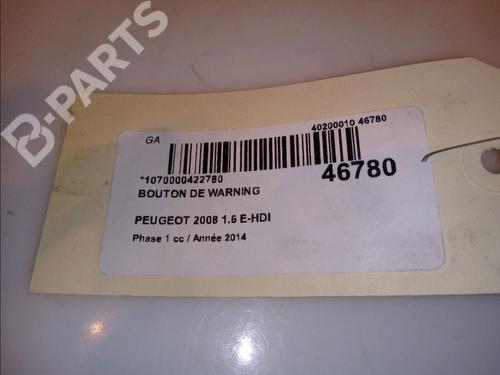 B-PARTS
GA
40200010 46780
*1070000422780
46780
BOUTON DE WARNING
PEUGEOT 2008 1.6 E-HDI
Phase 1 cc / Année 2014